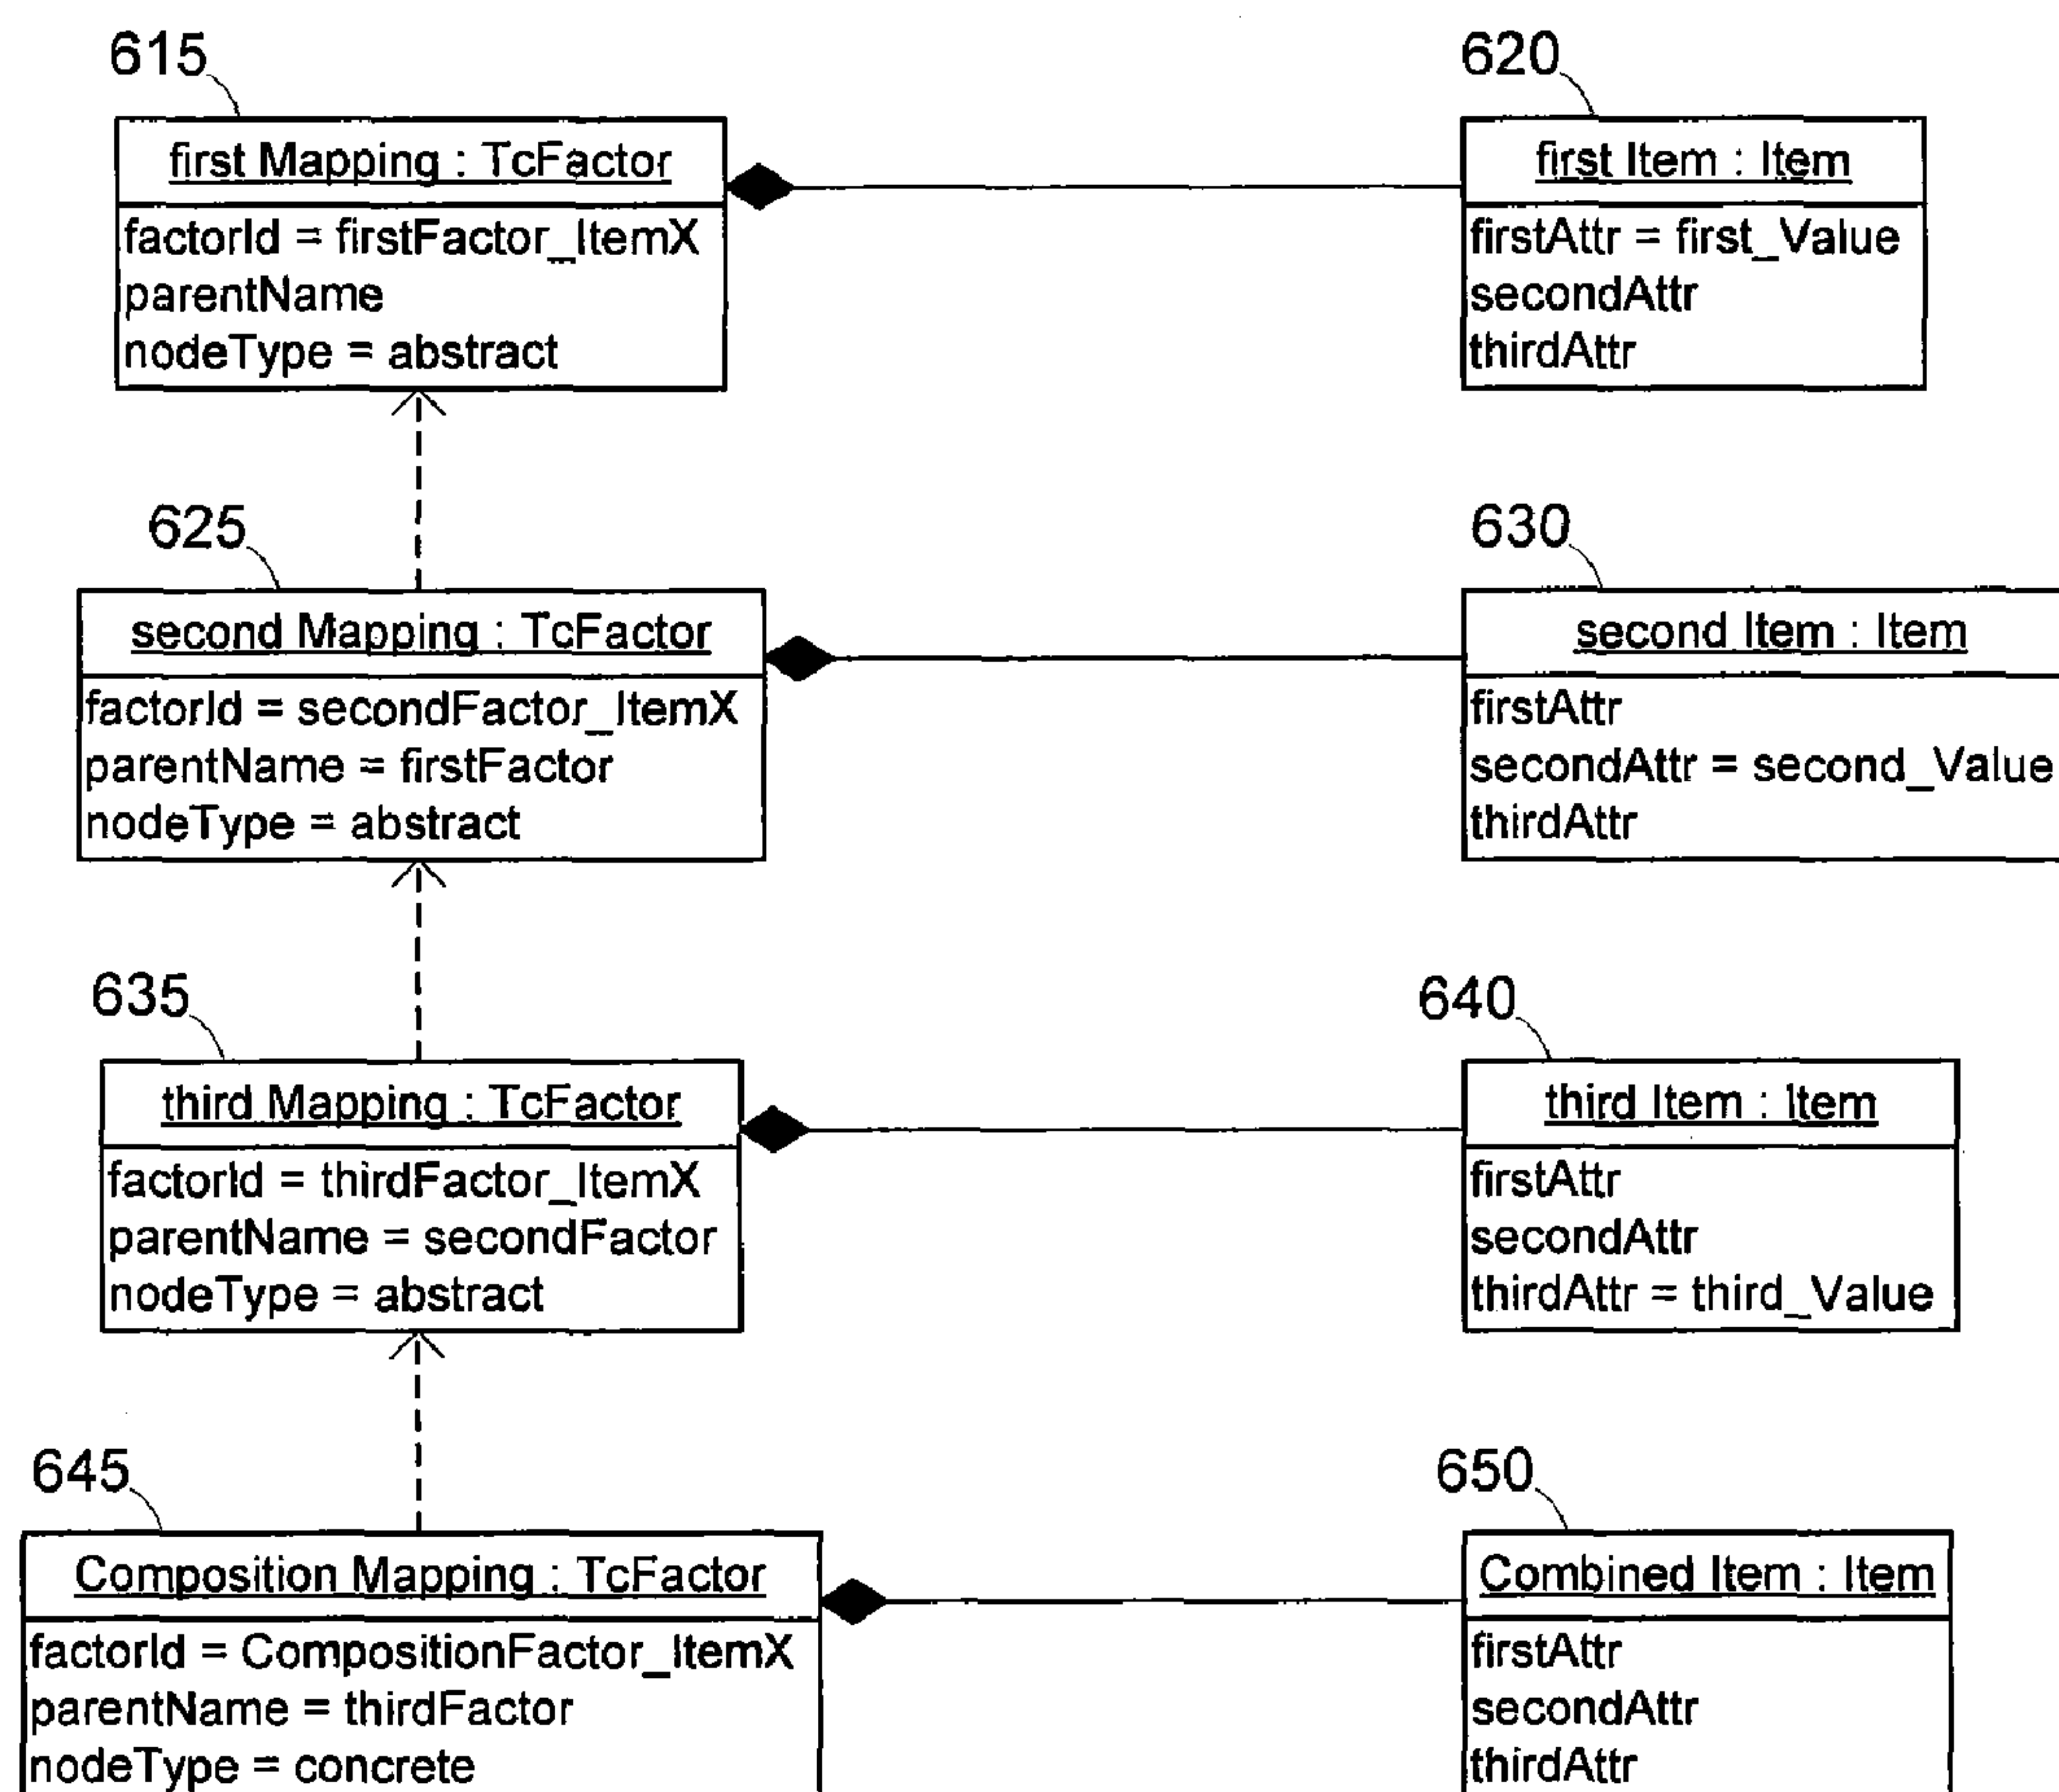 615
first Mapping : TcFactor
factorId = firstFactor_ItemX
parentName
nodeType = abstract
620
first Item : Item
firstAttr = first_Value
secondAttr
thirdAttr
625
second Mapping : TcFactor
factorId = secondFactor_ItemX
parentName = firstFactor
nodeType = abstract
630
second Item : Item
firstAttr
secondAttr = second_Value
thirdAttr
635
third Mapping : TcFactor
factorId = thirdFactor_ItemX
parentName = secondFactor
nodeType = abstract
640
third Item : Item
firstAttr
secondAttr
thirdAttr = third_Value
645
Composition Mapping : TcFactor
factorId = CompositionFactor_ItemX
parentName = thirdFactor
nodeType = concrete
650
Combined Item : Item
firstAttr
secondAttr
thirdAttr